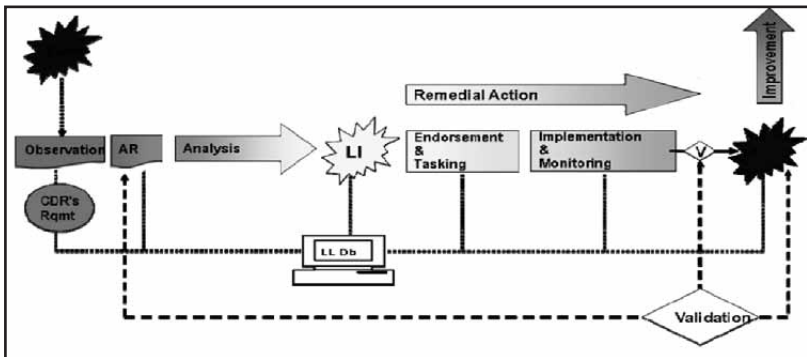 Improvement
Remedial Action
Observation
AR
Analysis
LI
Endorsement
&
Tasking
Implementation
&
Monitoring
V
CDR's
Rqmt
LL Db
Validation